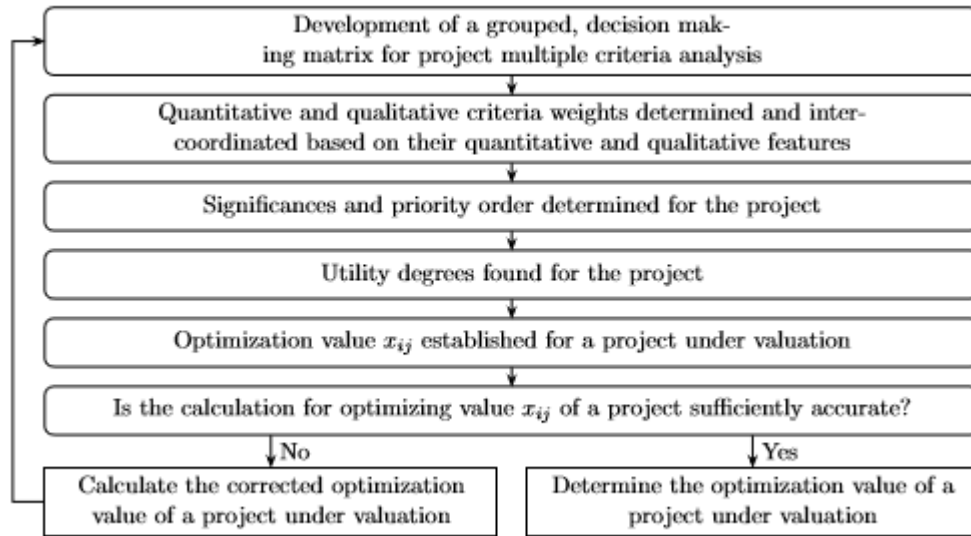 Development of a grouped, decision mak-
ing matrix for project multiple criteria analysis
Quantitative and qualitative criteria weights determined and inter-
coordinated based on their quantitative and qualitative features
Significances and priority order determined for the project
Utility degrees found for the project
Optimization value x_{ij} established for a project under valuation
Is the calculation for optimizing value x_{ij} of a project sufficiently accurate?
No
Yes
Calculate the corrected optimization
value of a project under valuation
Determine the optimization value of a
project under valuation